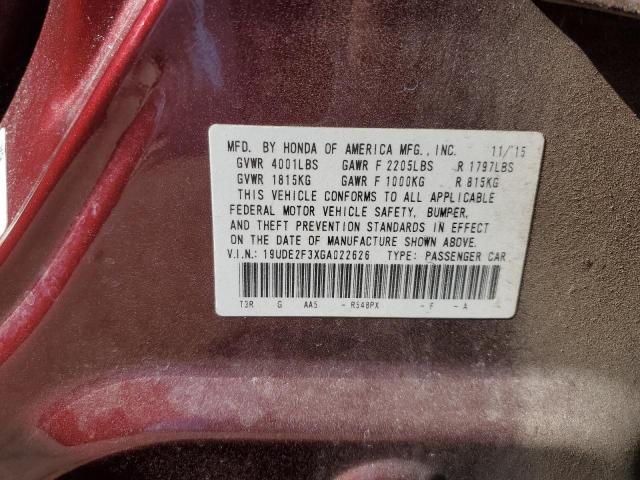 MFD. BY HONDA OF AMERICA MFG., INC. 11/'15
GVWR 4001LBS GAWR F 2205LBS R 1797LBS
GVWR 1815KG GAWR F 1000KG R 815KG
THIS VEHICLE CONFORMS TO ALL APPLICABLE
FEDERAL MOTOR VEHICLE SAFETY, BUMPER,
AND THEFT PREVENTION STANDARDS IN EFFECT
ON THE DATE OF MANUFACTURE SHOWN ABOVE.
V.I.N.: 19UDE2F3XGA022626 TYPE: PASSENGER CAR
T3R G AA5 - R548PX - F - A